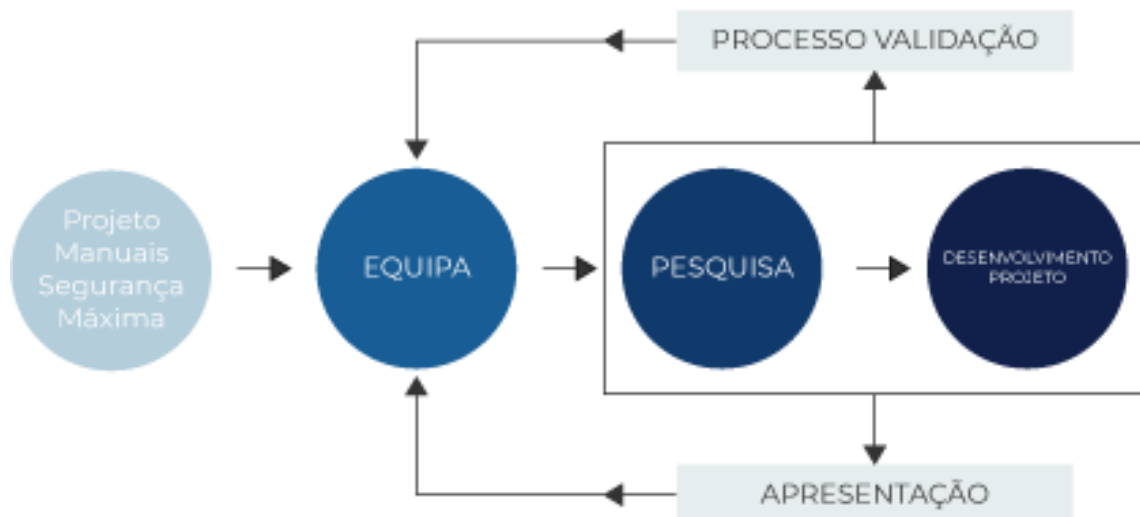 PROCESSO VALIDAÇÃO
Projeto
Manuais
Segurança
Máxima
EQUIPA
PESQUISA
DESENVOLVIMENTO
PROJETO
APRESENTAÇÃO